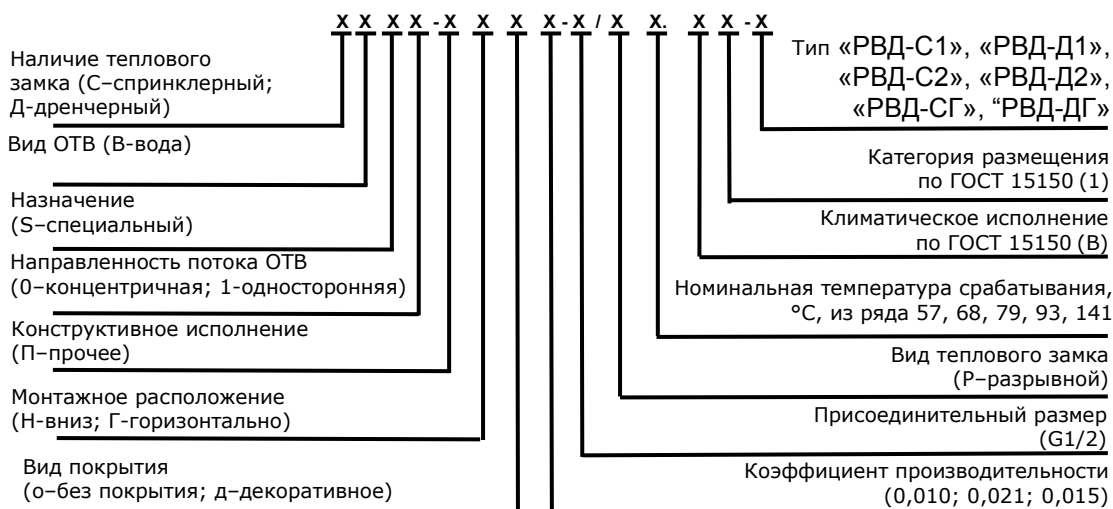 X X X X - X X X X - X / X X. X X - X
Наличие теплового
замка (С–спринклерный;
Д-дренчерный)
Вид ОТВ (В-вода)
Назначение
(S–специальный)
Направленность потока ОТВ
(0–концентричная; 1-односторонняя)
Конструктивное исполнение
(П–прочее)
Монтажное расположение
(Н-вниз; Г-горизонтально)
Вид покрытия
(о–без покрытия; д–декоративное)
Тип «РВД-С1», «РВД-Д1»,
«РВД-С2», «РВД-Д2»,
«РВД-СГ», “РВД-ДГ»
Категория размещения
по ГОСТ 15150 (1)
Климатическое исполнение
по ГОСТ 15150 (В)
Номинальная температура срабатывания,
°С, из ряда 57, 68, 79, 93, 141
Вид теплового замка
(Р–разрывной)
Присоединительный размер
(G1/2)
Коэффициент производительности
(0,010; 0,021; 0,015)